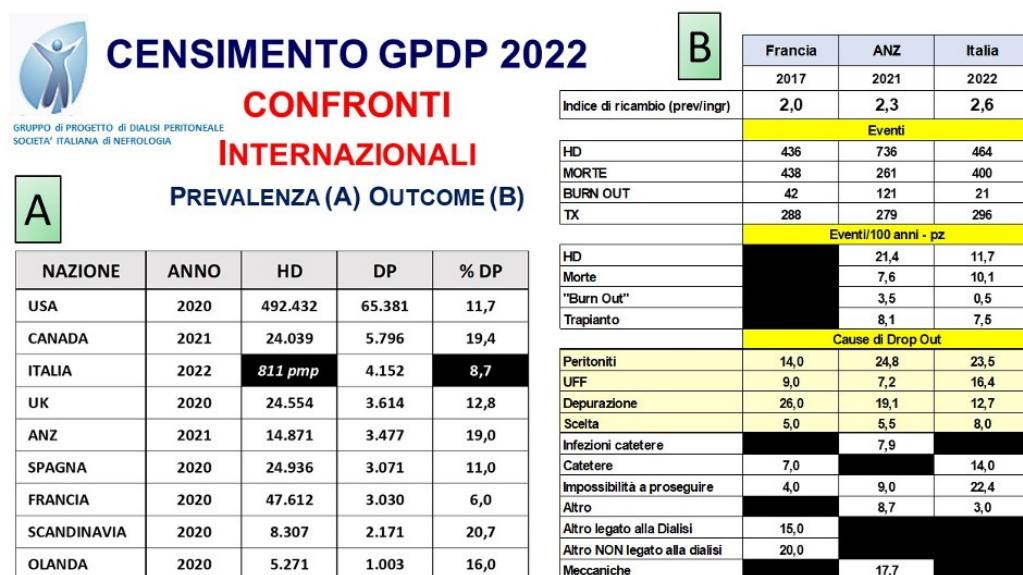 CENSIMENTO GPDP 2022
CONFRONTI
INTERNAZIONALI
PREVALENZA (A) OUTCOME (B)
GRUPPO di PROGETTO di DIALISI PERITONEALE
SOCIETA' ITALIANA di NEFROLOGIA
A
NAZIONE ANNO HD DP % DP
USA 2020 492.432 65.381 11,7
CANADA 2021 24.039 5.796 19,4
ITALIA 2022 811 pmp 4.152 8,7
UK 2020 24.554 3.614 12,8
ANZ 2021 14.871 3.477 19,0
SPAGNA 2020 24.936 3.071 11,0
FRANCIA 2020 47.612 3.030 6,0
SCANDINAVIA 2020 8.307 2.171 20,7
OLANDA 2020 5.271 1.003 16,0
B
Francia ANZ Italia
2017 2021 2022
Indice di ricambio (prev/ingr) 2,0 2,3 2,6
Eventi
HD 436 736 464
MORTE 438 261 400
BURN OUT 42 121 21
TX 288 279 296
Eventi/100 anni - pz
HD 21,4 11,7
Morte 7,6 10,1
"Burn Out" 3,5 0,5
Trapianto 8,1 7,5
Cause di Drop Out
Peritoniti 14,0 24,8 23,5
UFF 9,0 7,2 16,4
Depurazione 26,0 19,1 12,7
Scelta 5,0 5,5 8,0
Infezioni catetere 7,9
Catetere 7,0 14,0
Impossibilità a proseguire 4,0 9,0 22,4
Altro 8,7 3,0
Altro legato alla Dialisi 15,0
Altro NON legato alla dialisi 20,0
Meccaniche 17,7